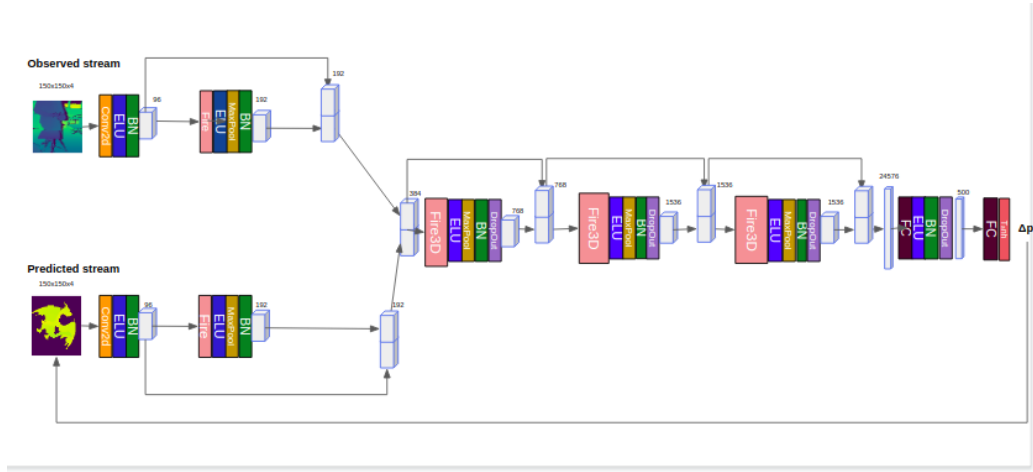 Observed stream
150x150x4
Conv2d
ELU
BN
96
Fire
ELU
MaxPool
BN
192
192
Predicted stream
150x150x4
Conv2d
ELU
BN
96
Fire
ELU
MaxPool
BN
192
192
384
Fire3D
ELU
MaxPool
BN
DropOut
768
768
Fire3D
ELU
MaxPool
BN
DropOut
1536
1536
Fire3D
ELU
MaxPool
BN
DropOut
1536
24576
FC
ELU
BN
DropOut
500
FC
Tanh
Δp